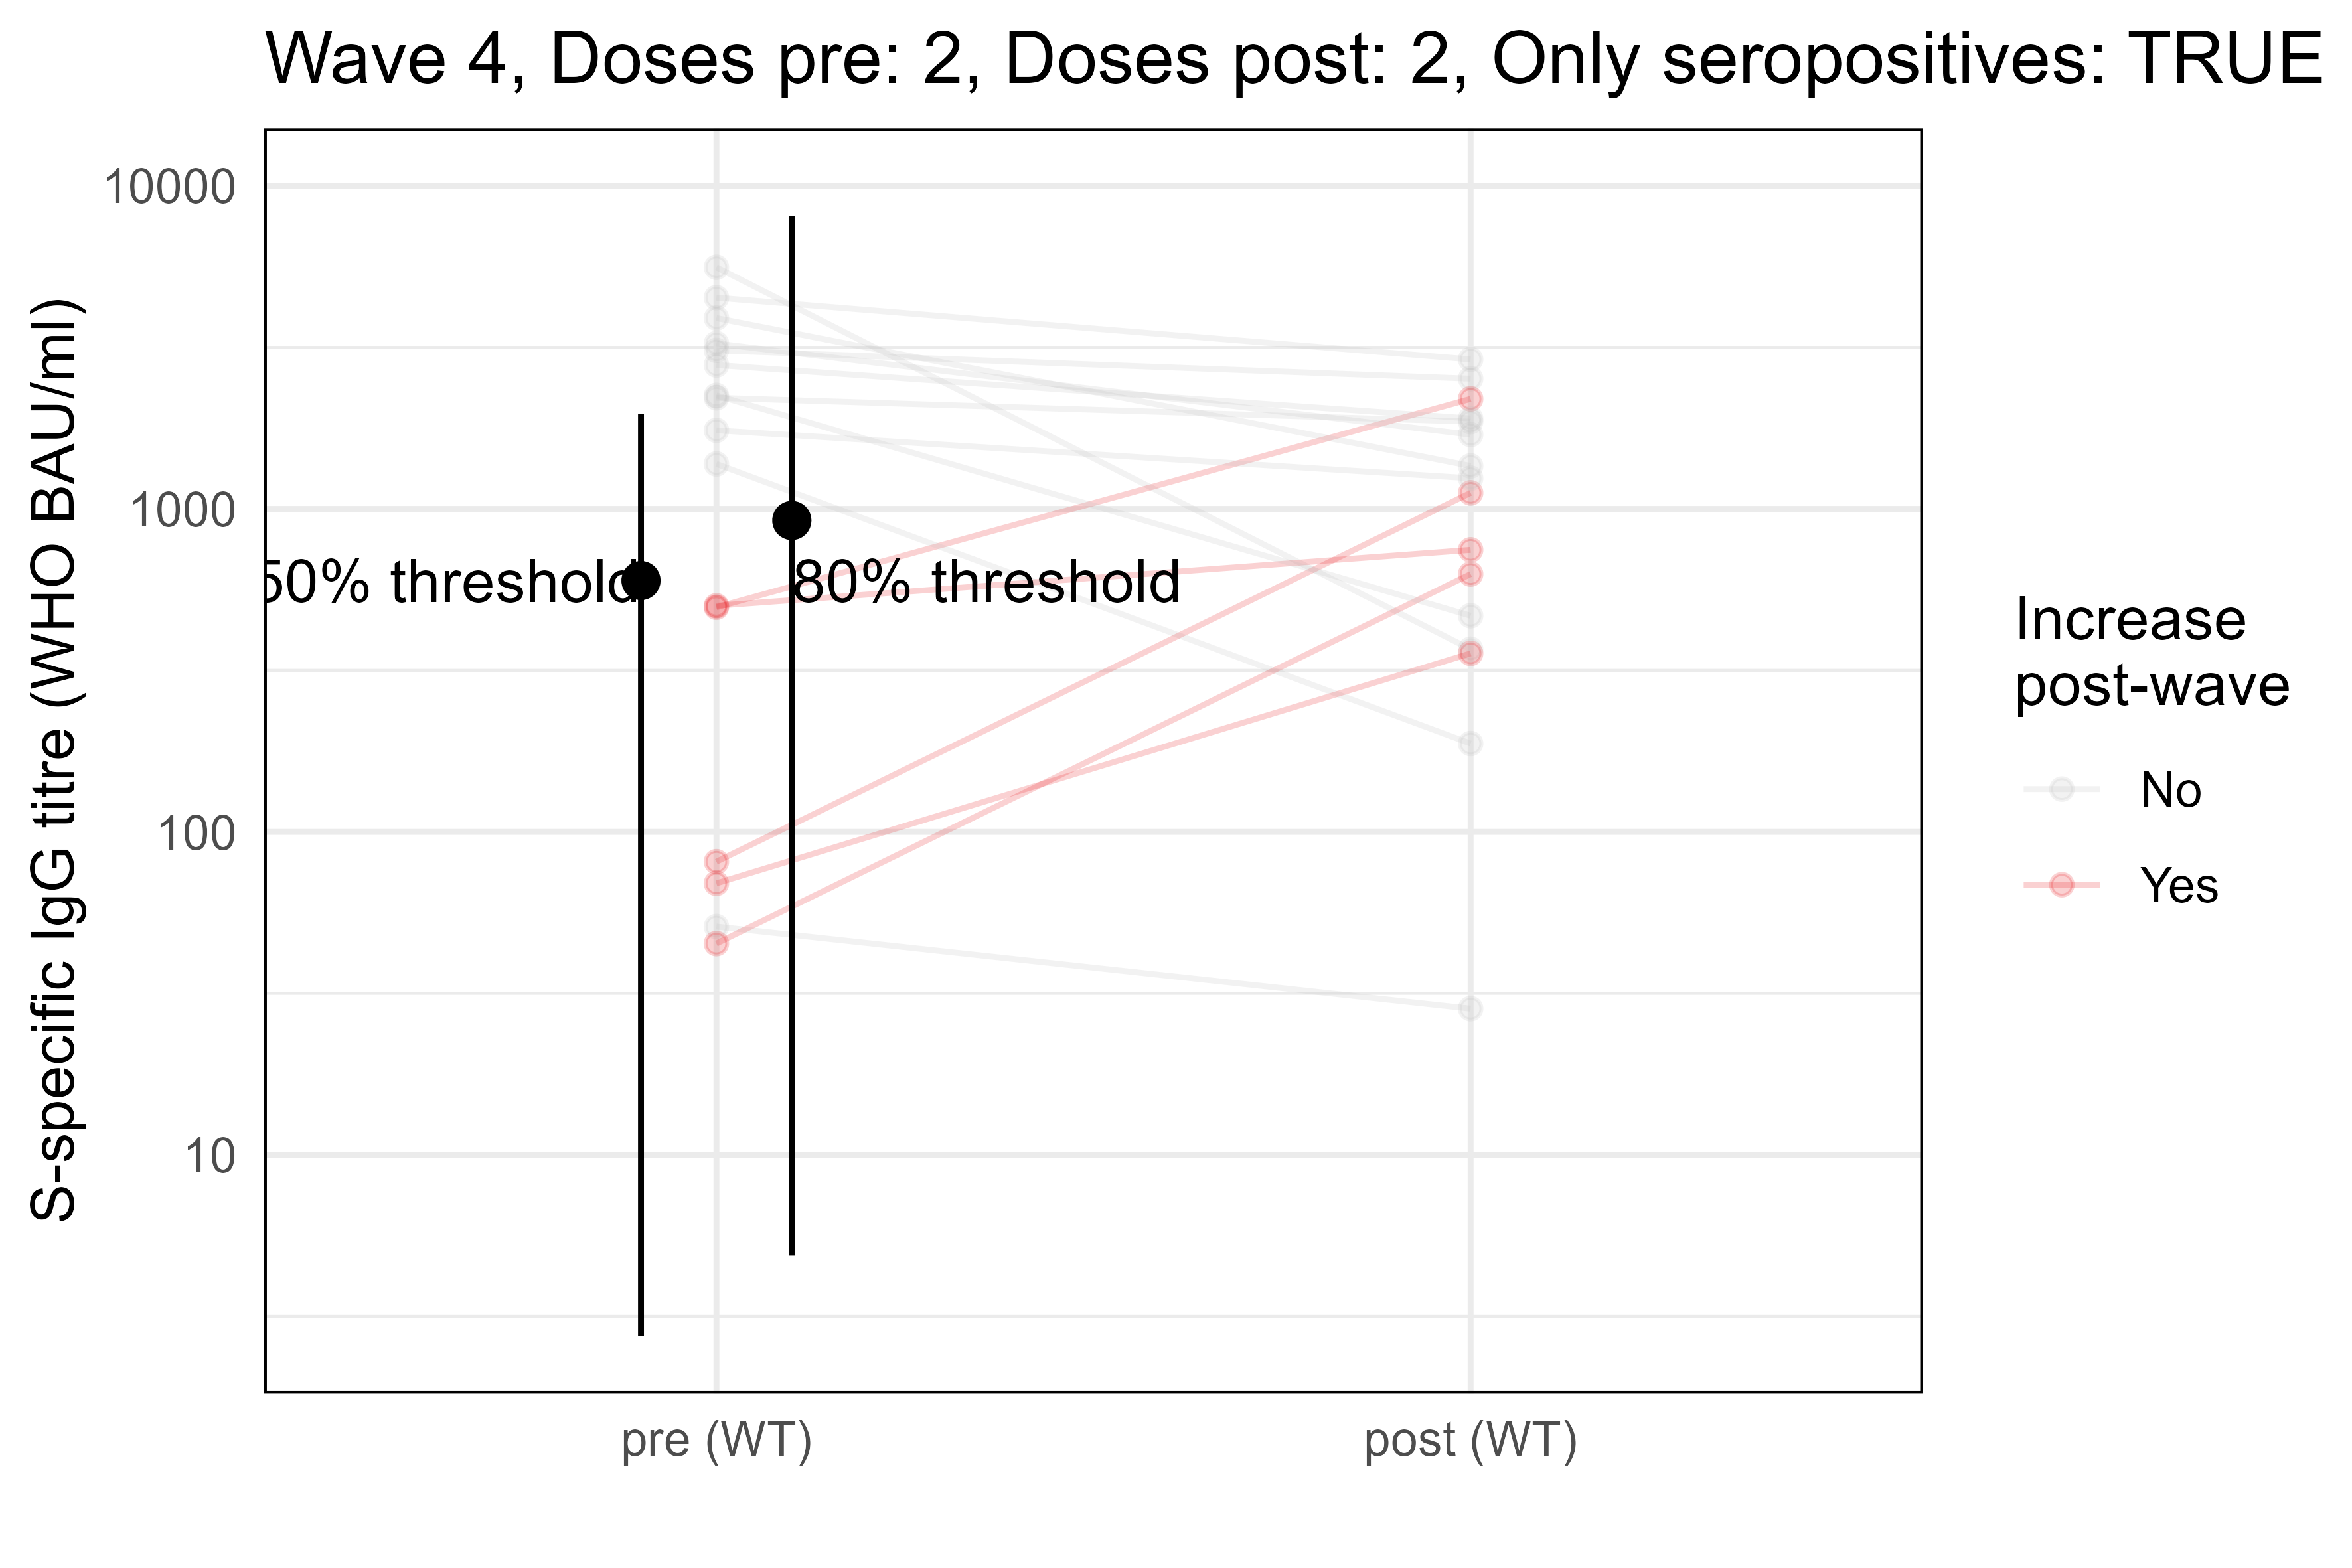 Wave 4, Doses pre: 2, Doses post: 2, Only seropositives: TRUE
S-specific IgG titre (WHO BAU/ml)
10000
1000
100
10
50% threshold
80% threshold
pre (WT)
post (WT)
Increase
post-wave
No
Yes